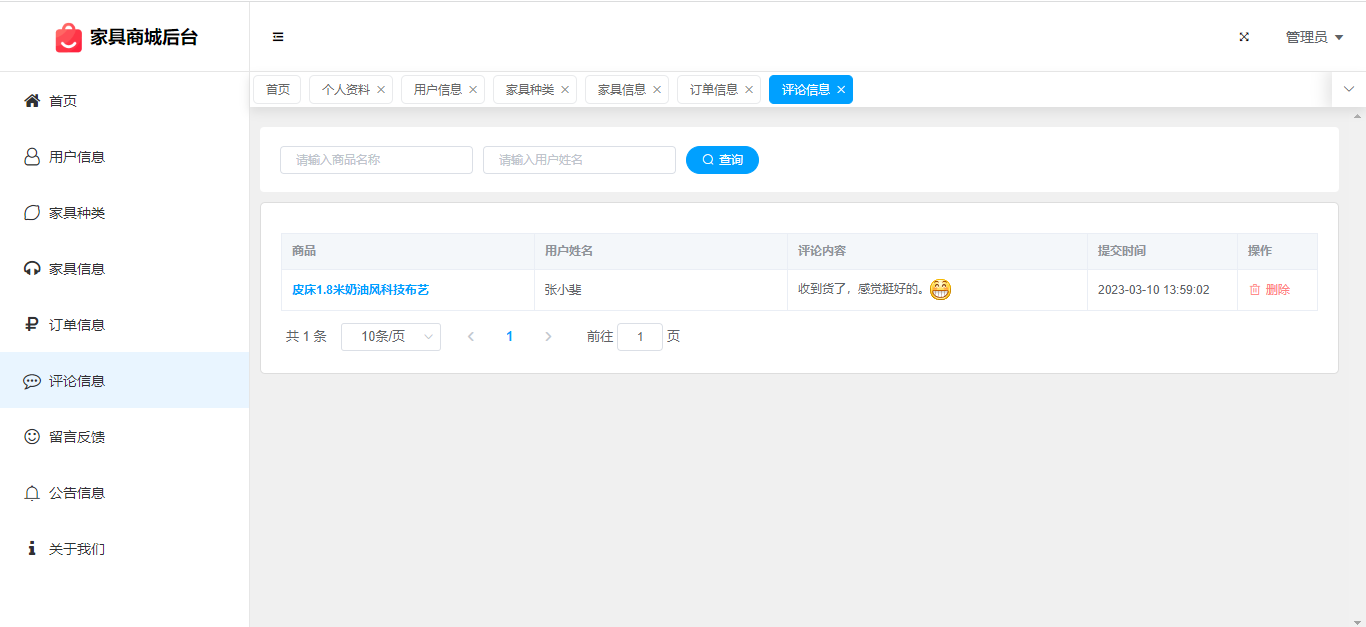 家具商城后台
管理员
首页
用户信息
家具种类
家具信息
订单信息
评论信息
留言反馈
公告信息
关于我们
首页 个人资料 用户信息 家具种类 家具信息 订单信息 评论信息
请输入商品名称 请输入用户姓名 查询
商品 用户姓名 评论内容 提交时间 操作
皮床1.8米奶油风科技布艺 张小斐 收到货了，感觉挺好的。😁 2023-03-10 13:59:02 删除
共 1 条 10条/页 1 前往 1 页